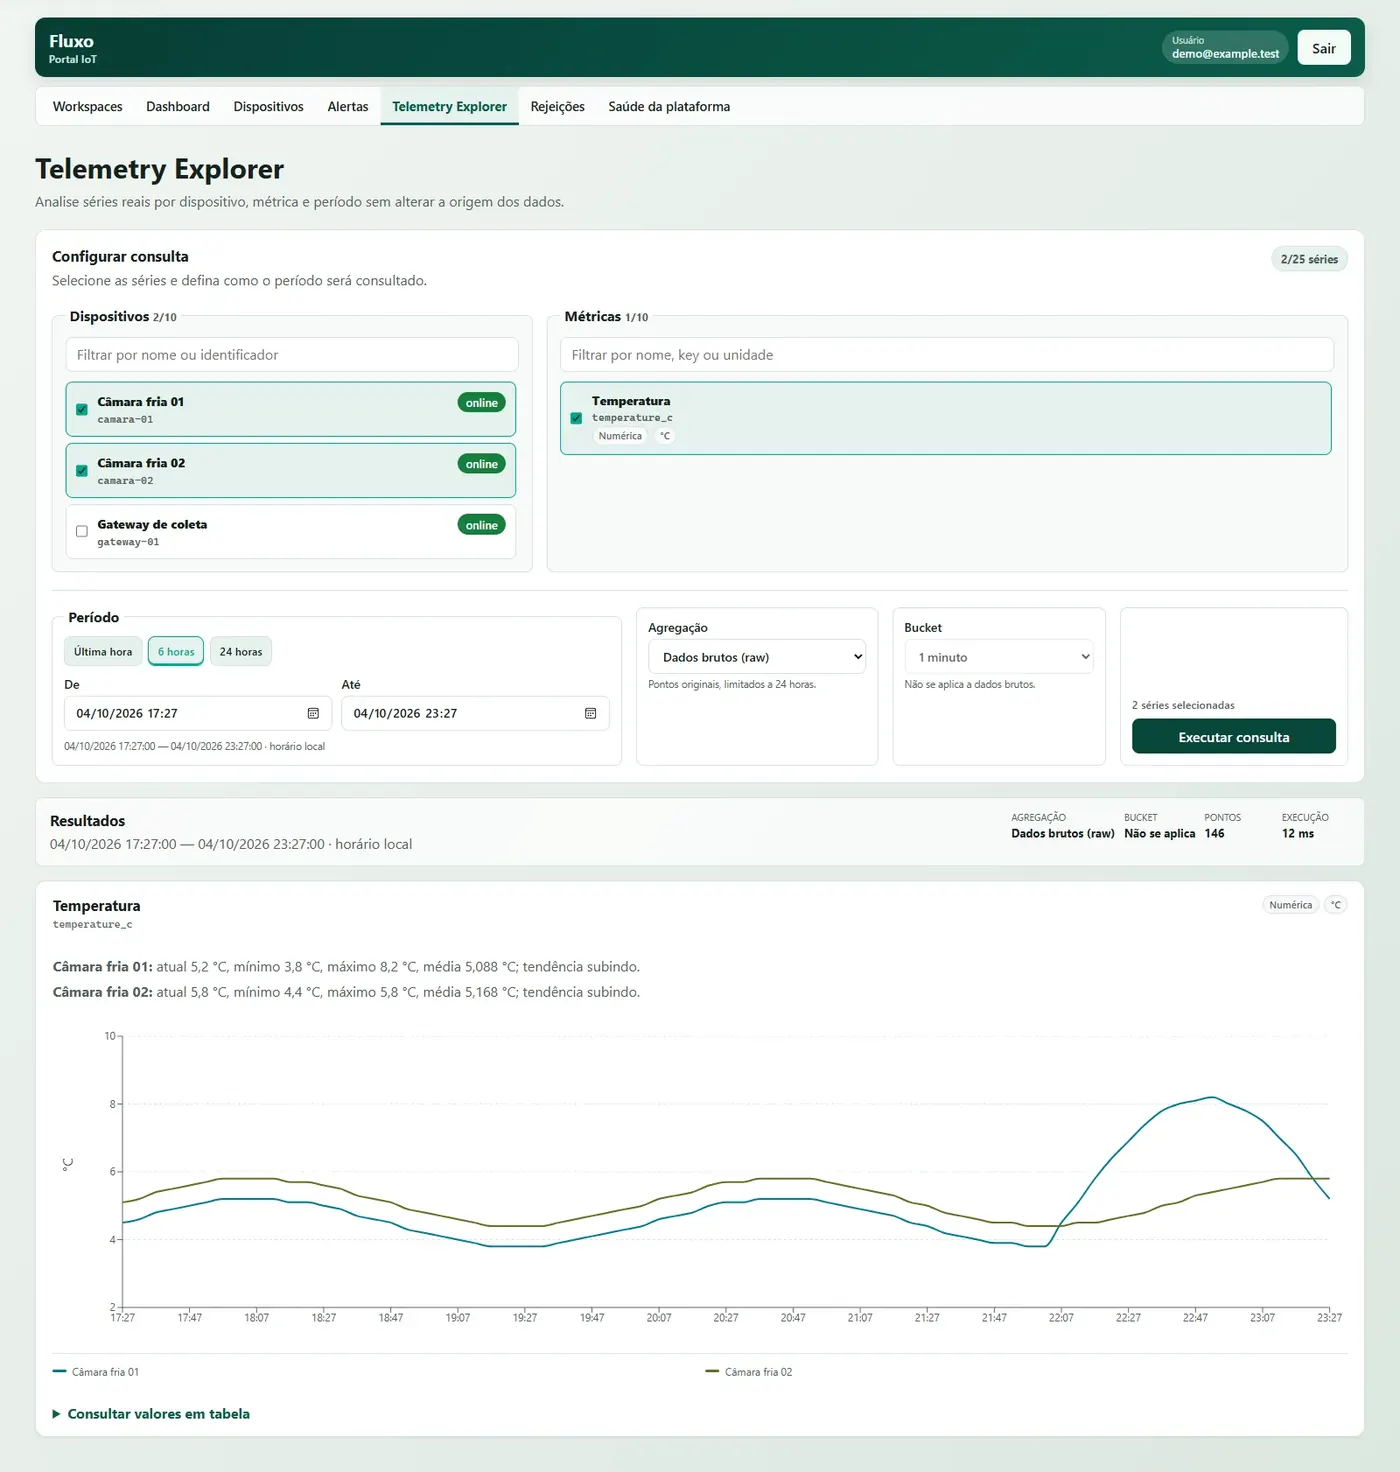 Fluxo
Portal IoT
Usuário
demo@example.test
Sair
Workspaces Dashboard Dispositivos Alertas Telemetry Explorer Rejeições Saúde da plataforma
Telemetry Explorer
Analise séries reais por dispositivo, métrica e período sem alterar a origem dos dados.
Configurar consulta
2/25 séries
Selecione as séries e defina como o período será consultado.
Dispositivos 2/10
Filtrar por nome ou identificador
Câmara fria 01
camara-01
online
Câmara fria 02
camara-02
online
Gateway de coleta
gateway-01
online
Métricas 1/10
Filtrar por nome, key ou unidade
Temperatura
temperature_c
Numérica °C
Período
Última hora 6 horas 24 horas
De
04/10/2026 17:27
Até
04/10/2026 23:27
04/10/2026 17:27:00 — 04/10/2026 23:27:00 · horário local
Agregação
Dados brutos (raw)
Pontos originais, limitados a 24 horas.
Bucket
1 minuto
Não se aplica a dados brutos.
2 séries selecionadas
Executar consulta
Resultados
04/10/2026 17:27:00 — 04/10/2026 23:27:00 · horário local
AGREGAÇÃO
Dados brutos (raw)
BUCKET
Não se aplica
PONTOS
146
EXECUÇÃO
12 ms
Temperatura
temperature_c
Numérica °C
Câmara fria 01: atual 5,2 °C, mínimo 3,8 °C, máximo 8,2 °C, média 5,088 °C; tendência subindo.
Câmara fria 02: atual 5,8 °C, mínimo 4,4 °C, máximo 5,8 °C, média 5,168 °C; tendência subindo.
10
8
6
4
2
°C
17:27 17:47 18:07 18:27 18:47 19:07 19:27 19:47 20:07 20:27 20:47 21:07 21:27 21:47 22:07 22:27 22:47 23:07 23:27
Câmara fria 01
Câmara fria 02
Consultar valores em tabela